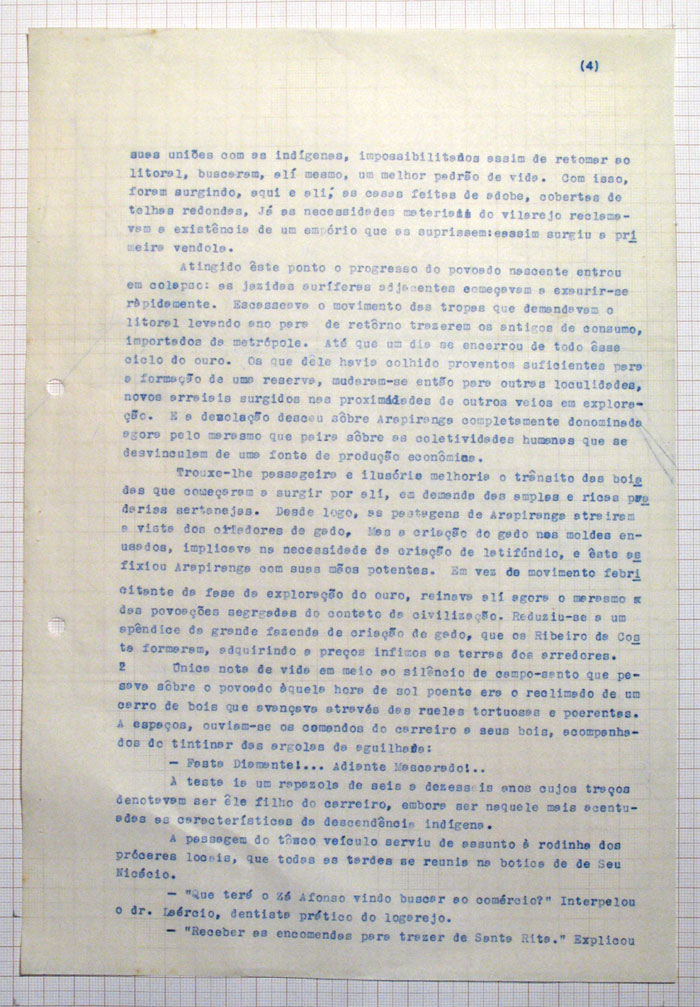 (4)
suas uniões com as indígenas, impossibilitados assim de retomar ao
litoral, buscaram, alí mesmo, um melhor padrão de vida. Com isso,
foram surgindo, aqui e alí, as casas feitas de adobe, cobertas de
telhas redondas, Já as necessidades materiais do vilarejo reclama-
vam a existência de um empório que as suprissem:eassim surgiu a pri
meira vendola.
Atingido êste ponto o progresso do povoado nascente entrou
em colapso: as jazidas auríferas adjacentes começavam a exaurir-se
ràpidamente. Escasseava o movimento das tropas que demandavam o
litoral levando ano para de retôrno trazerem os antigos de consumo,
importados da metrópole. Até que um dia se encerrou de todo êsse
ciclo do ouro. Os que dêle havia colhido proventos suficientes para
a formação de uma reserva, mudaram-se então para outras loculidades,
novos arraiais surgidos nas proximidades de outros veios em explora-
ção. E a desolação desceu sôbre Arapiranga completamente donominada
agora pelo marasmo que paira sôbre as coletividades humanas que se
desvinculam de uma fonte de produção econômica.
Trouxe-lhe passageira e ilusória melhoria o trânsito das boia
das que começaram a surgir por alí, em demanda das amplas e ricas pra
darias sertanejas. Desde logo, as pastagens de Arapiranga atrairam
a vista dos criadores de gado, Mas a criação do gado nos moldes en-
usados, implicava na necessidade da criação de latifúndio, e êste as
fixiou Arapiranga com suas mãos potentes. Em vez do movimento febri
citante da fase da exploração do ouro, reinava alí agora o marasmo x
das povoações segrgadas do contato da civilização. Reduziu-se a um
apêndice da grande fazenda de criação de gado, que os Ribeiro da Cos
ta formaram, adquirindo a preços ínfimos as terras dos arredores.
2 Única nota de vida em meio ao silêncio de campo-santo que pe-
sava sôbre o povoado àquela hora de sol poente era o reclimado de um
carro de bois que avançava através das ruelas tortuosas e poerentas.
A espaços, ouviam-se os comandos do carreiro a seus bois, acompanha-
dos do tintinar das argolas da aguilhada:
— Fasta Diamante!... Adiante Mascarado!..
A testa ia um rapazola de seis a dezesseis anos cujos traços
denotavam ser êle filho do carreiro, embora ser naquele mais acentu-
adas as características da descendência indígena.
A passagem do tôsco veículo serviu de assunto à rodinha dos
próceres locais, que todas as tardes se reunia na botica de de Seu
Nicécio.
— "Que terá o Zé Afonso vindo buscar ao comércio?" Interpelou
o dr. Laércio, dentista prático do logarejo.
— "Receber as encomendas para trazer de Santa Rita." Explicou